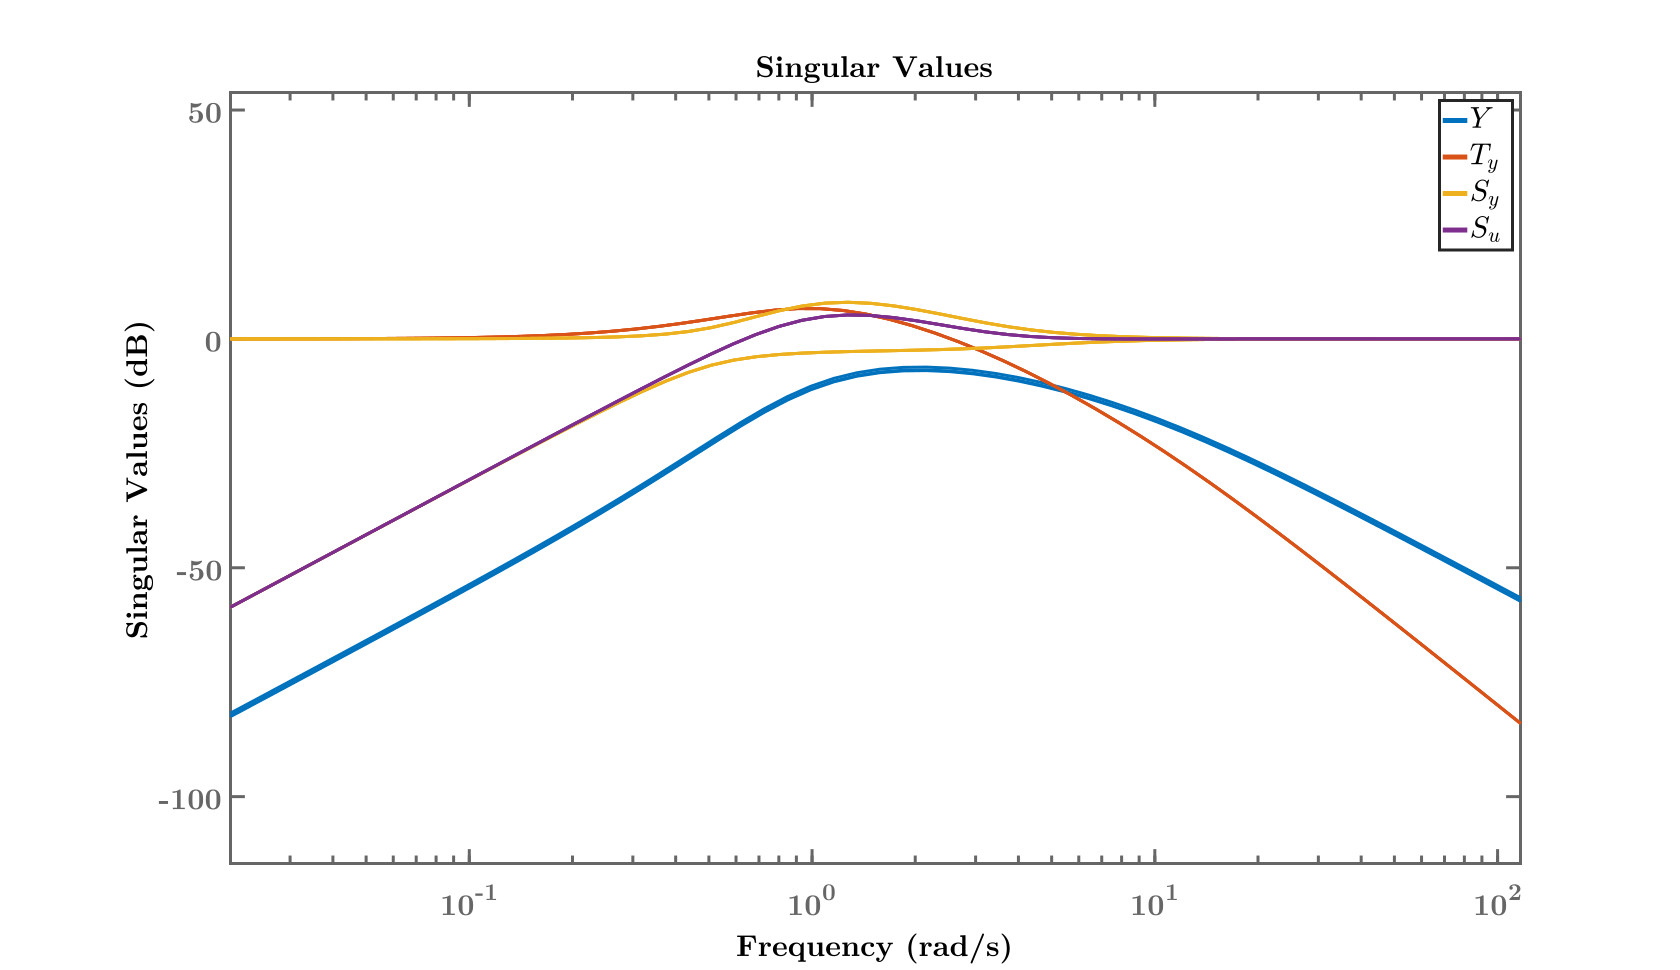 Singular Values
50
0
-50
-100
Singular Values (dB)
Y
T_y
S_y
S_u
10^-1
10^0
10^1
10^2
Frequency (rad/s)